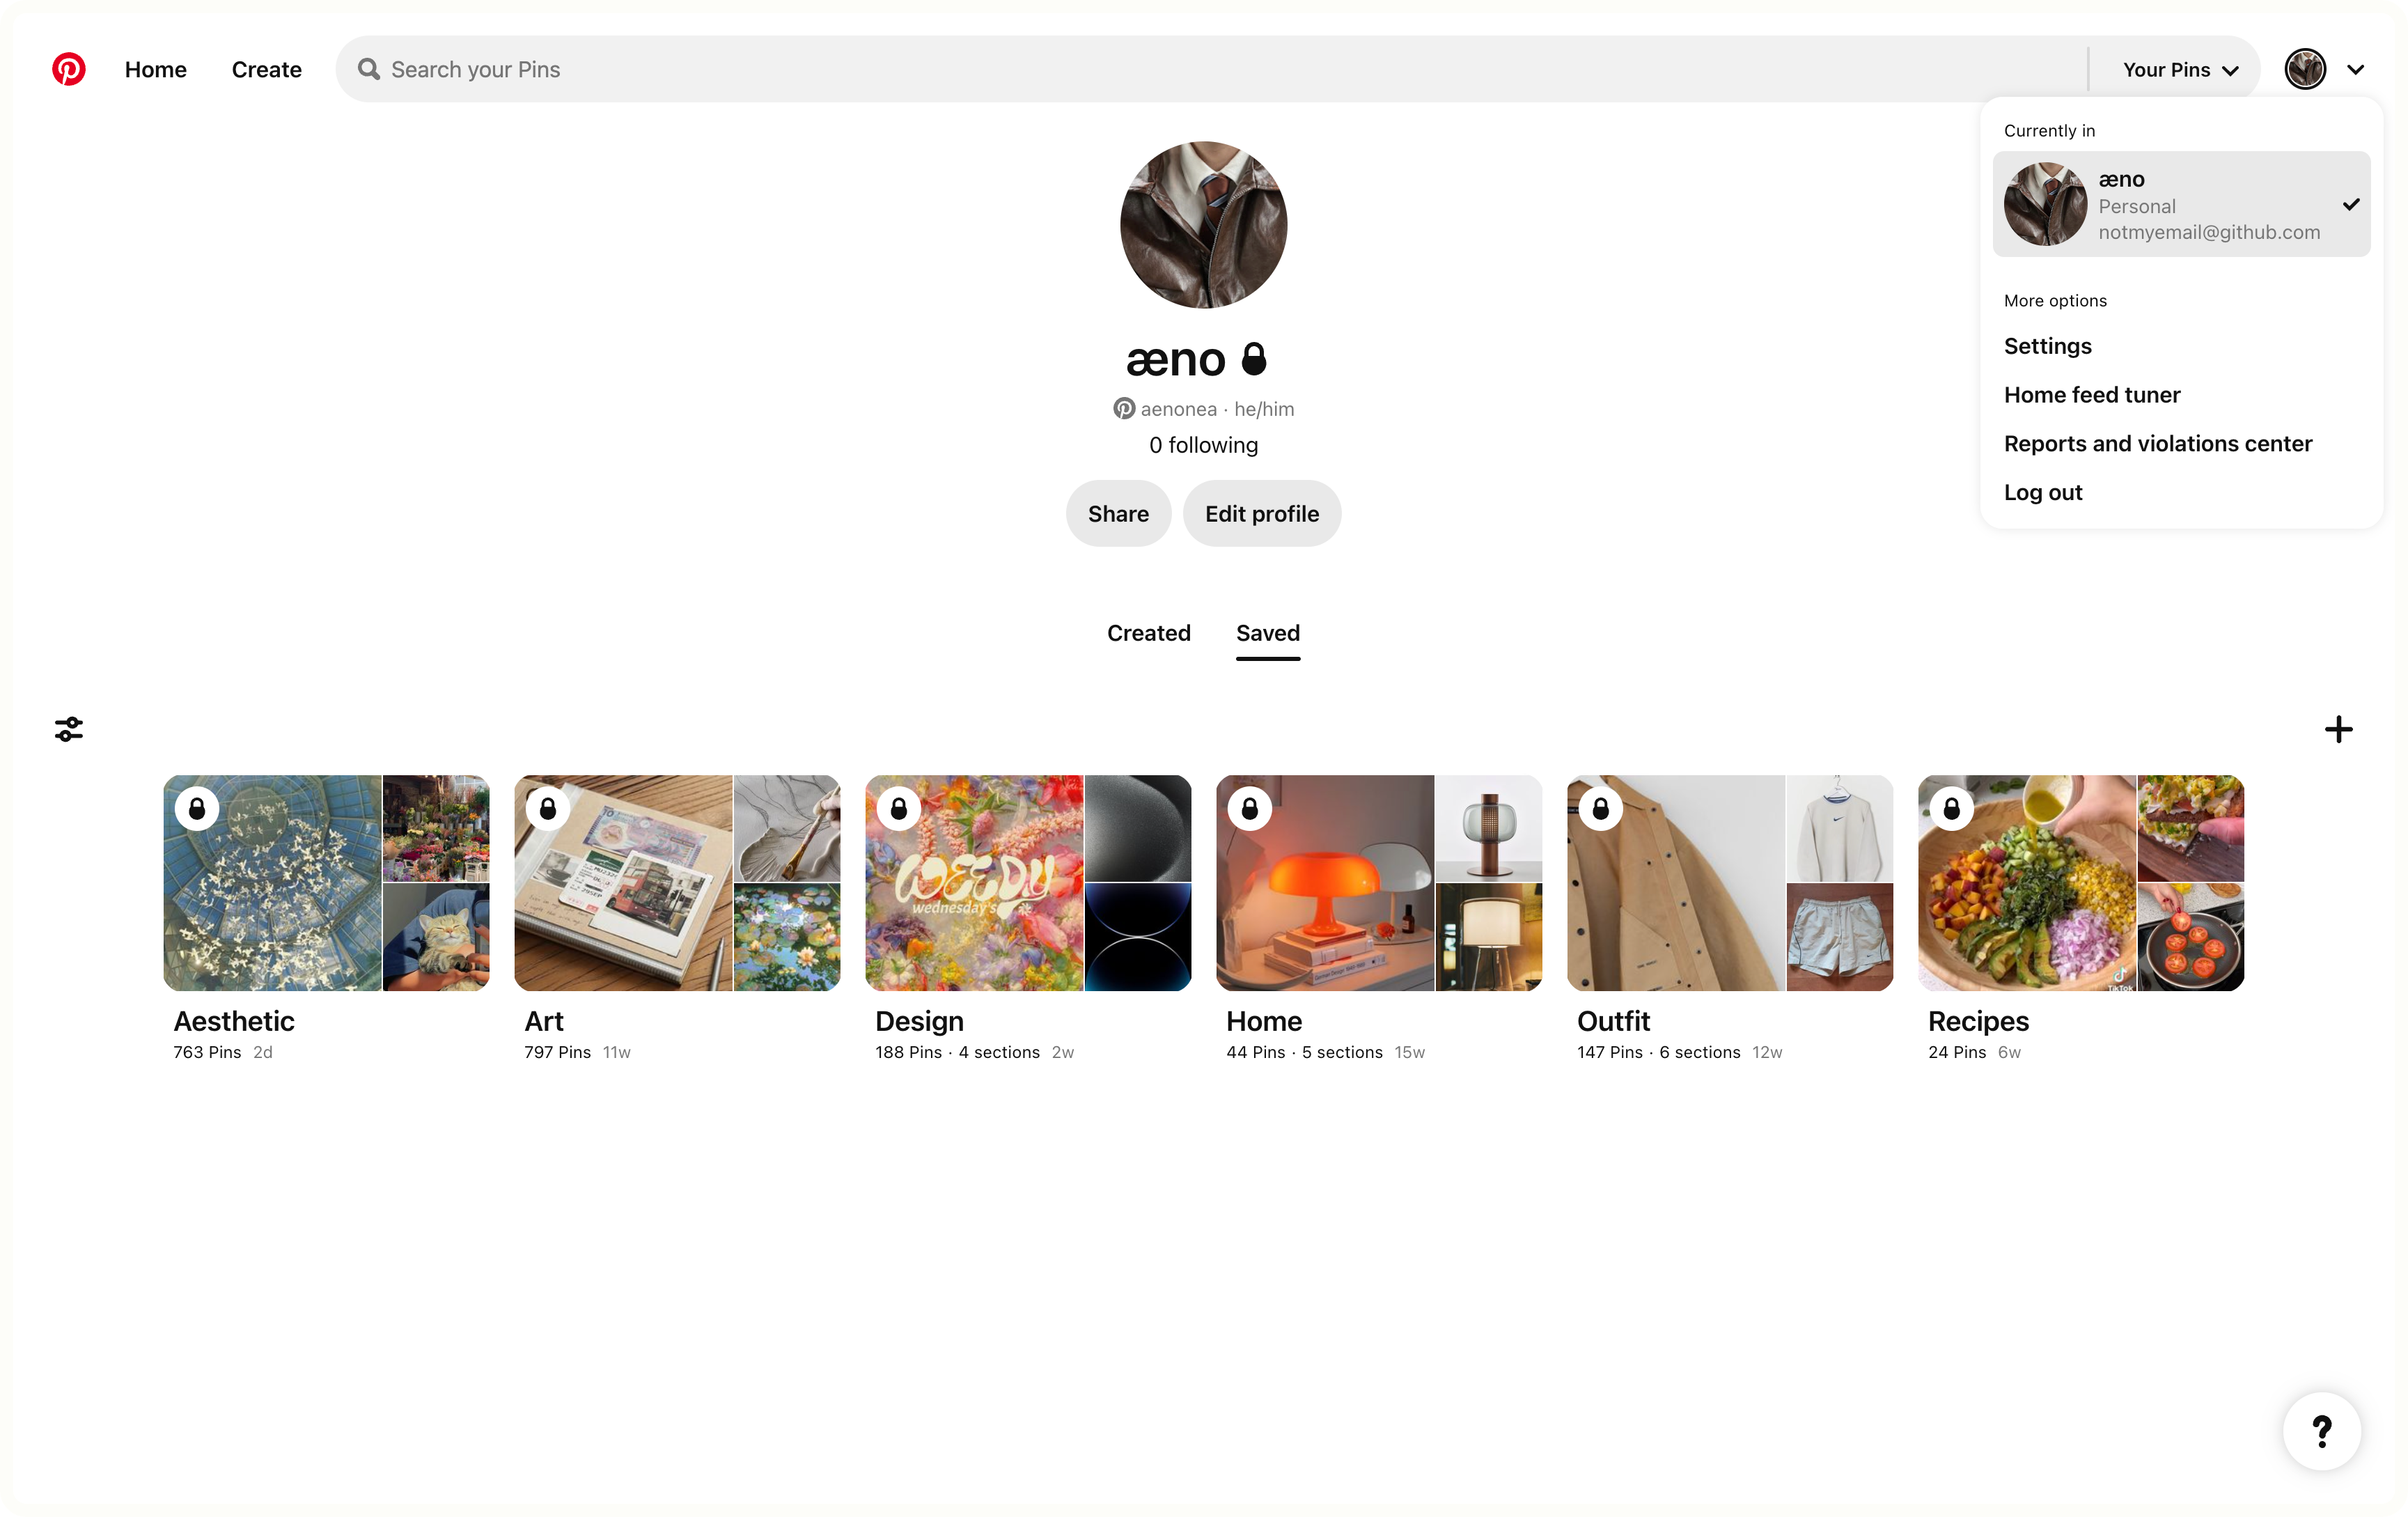 Home
Create
Search your Pins
Your Pins
Currently in
æno
Personal
notmyemail@github.com
More options
Settings
Home feed tuner
Reports and violations center
Log out
æno
aenonea · he/him
0 following
Share
Edit profile
Created
Saved
WEEDY
wednesday's
TikTok
Aesthetic
763 Pins 2d
Art
797 Pins 11w
Design
188 Pins · 4 sections 2w
Home
44 Pins · 5 sections 15w
Outfit
147 Pins · 6 sections 12w
Recipes
24 Pins 6w
?